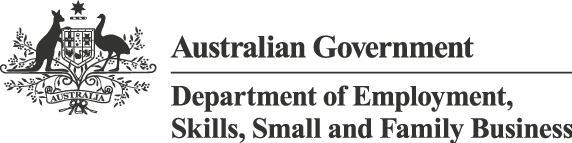 AUSTRALIA
Australian Government
Department of Employment,
Skills, Small and Family Business